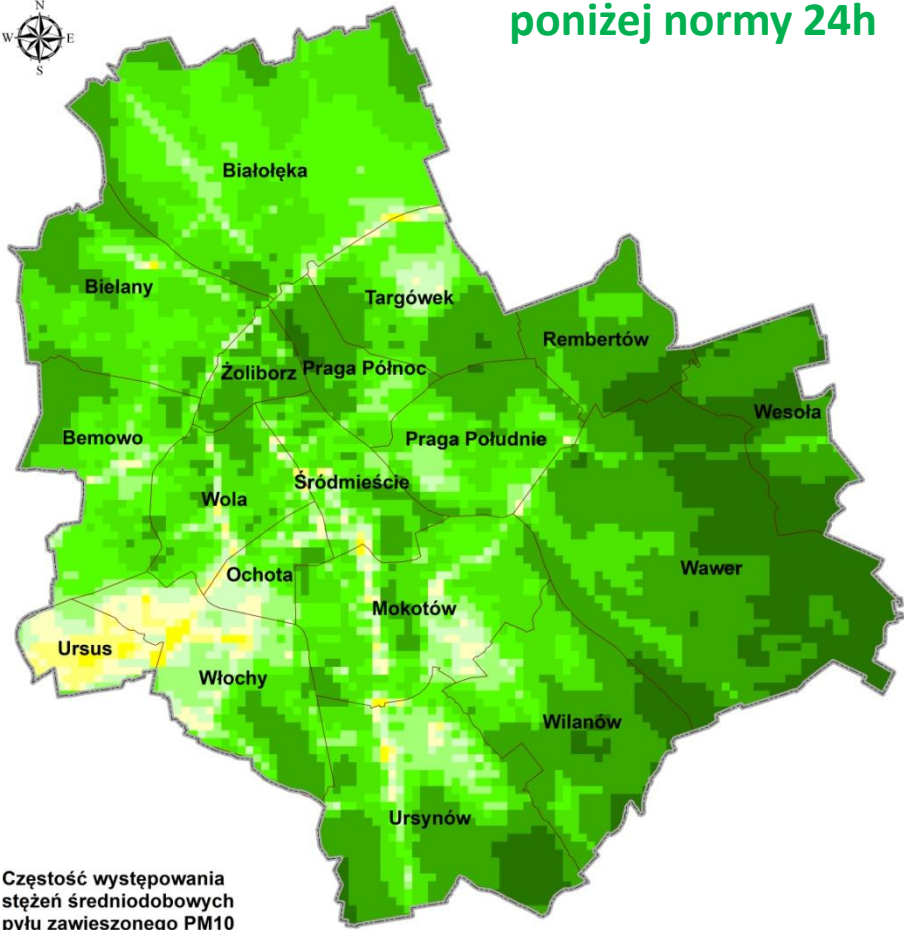 poniżej normy 24h
N
W E
S
Białołęka
Bielany
Targówek
Rembertów
Żoliborz Praga Północ
Wesoła
Bemowo
Praga Południe
Śródmieście
Wola
Wawer
Ochota
Mokotów
Ursus
Włochy
Wilanów
Ursynów
Częstość występowania
stężeń średniodobowych
pyłu zawieszonego PM10